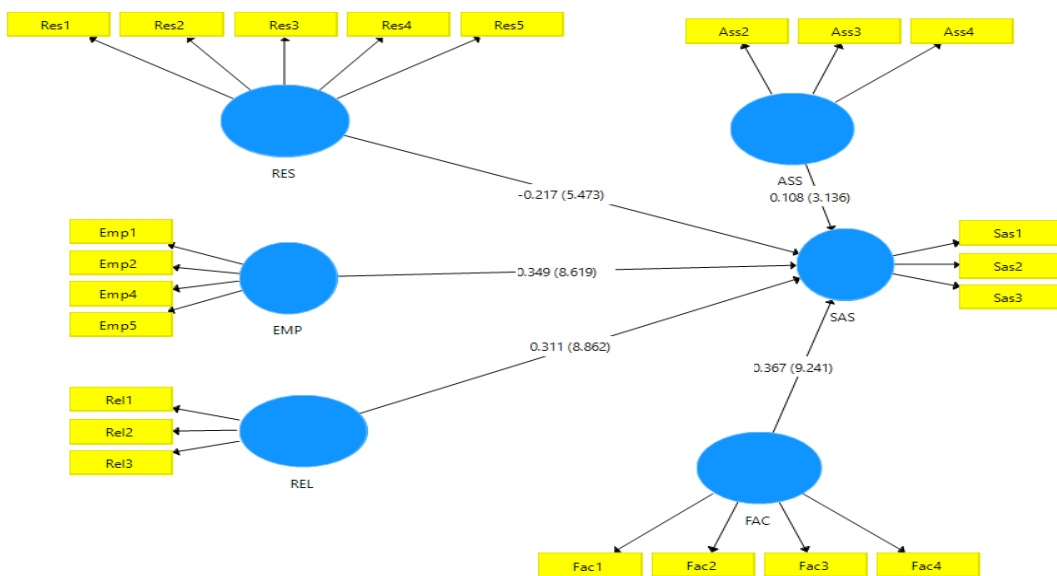 Res1 Res2 Res3 Res4 Res5
Ass2 Ass3 Ass4
RES
ASS
-0.217 (5.473)
0.108 (3.136)
Emp1
Emp2
Emp4
Emp5
EMP
0.349 (8.619)
Sas1
Sas2
Sas3
SAS
0.311 (8.862)
0.367 (9.241)
Rel1
Rel2
Rel3
REL
FAC
Fac1 Fac2 Fac3 Fac4